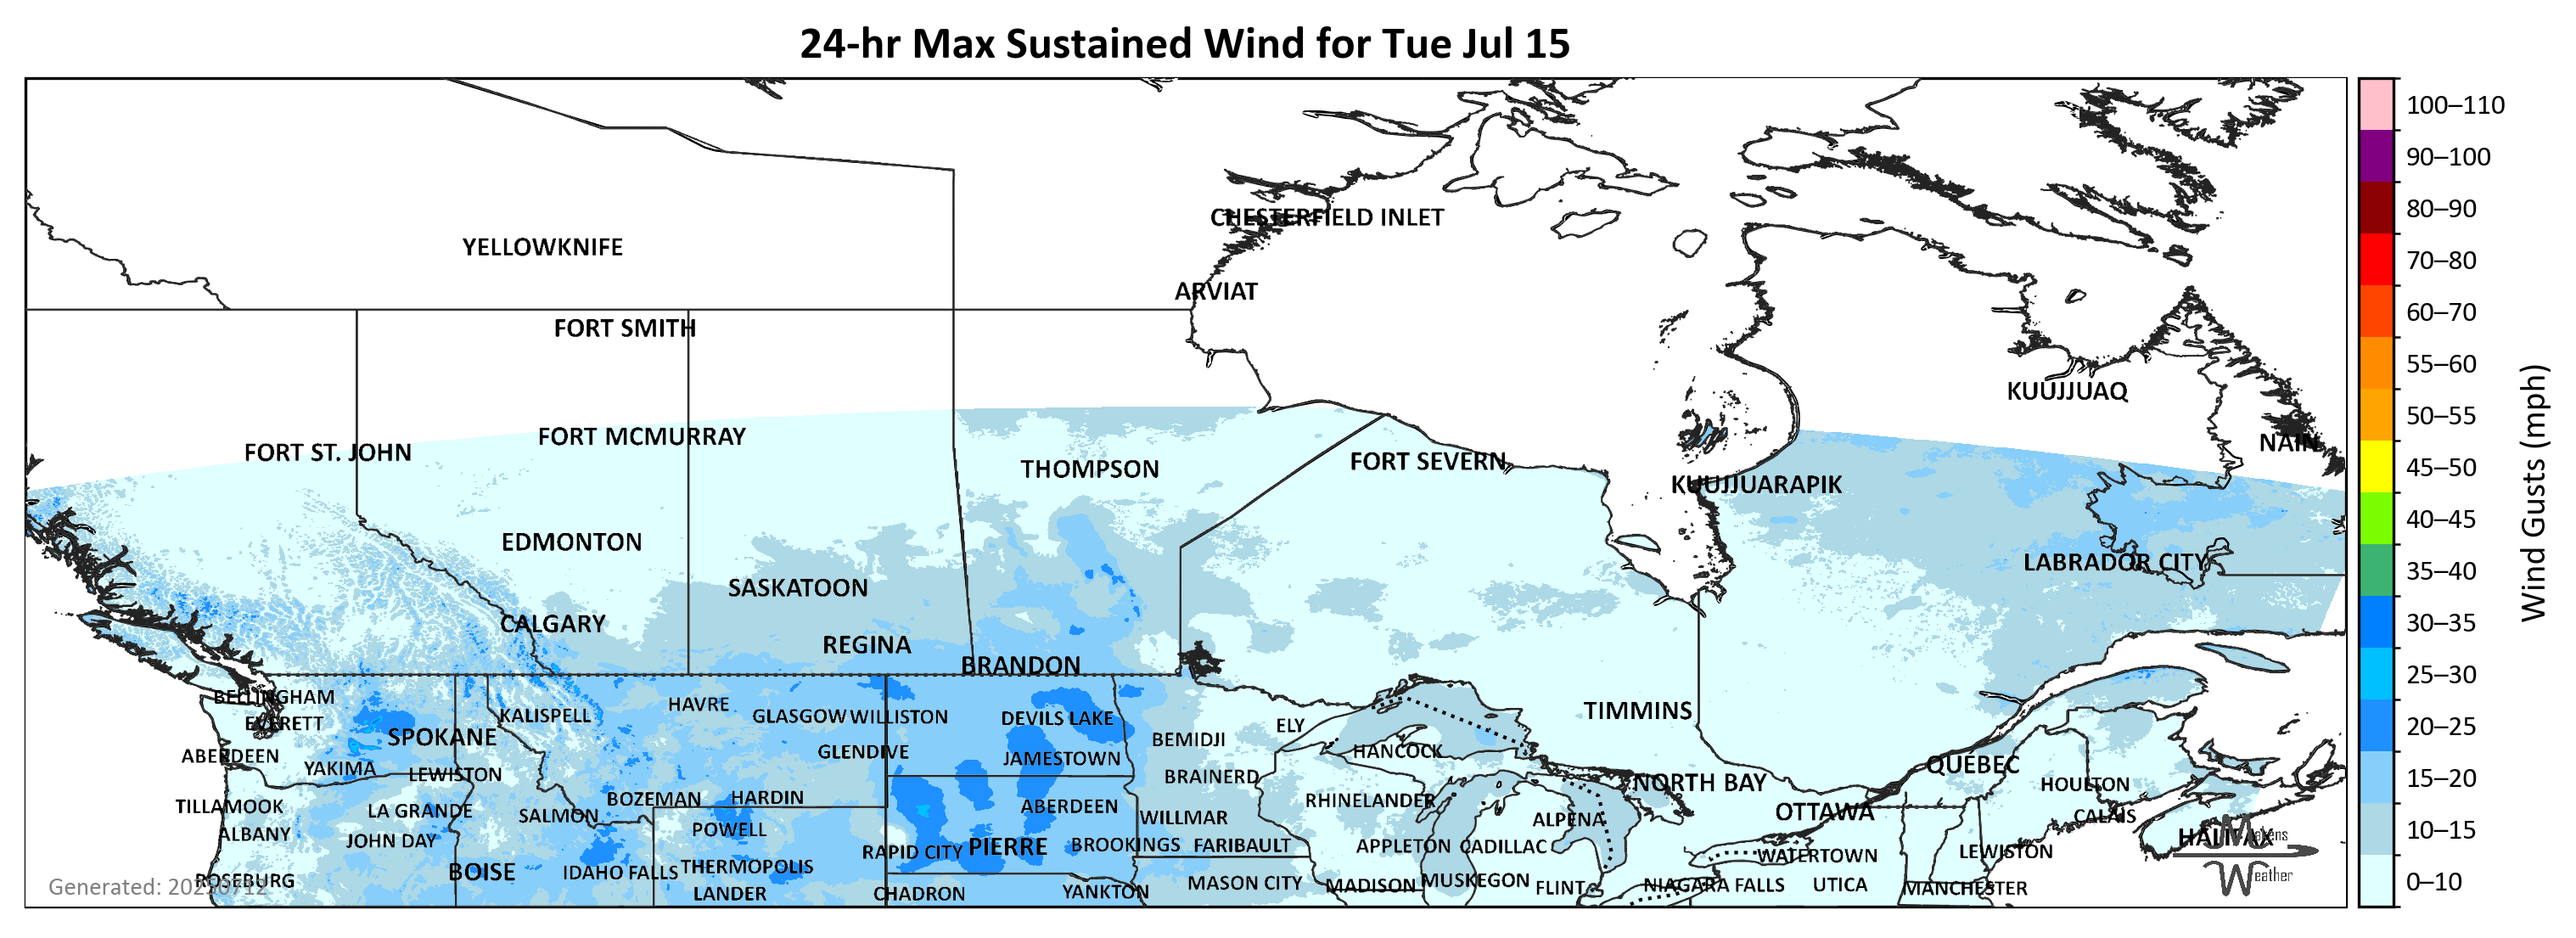 24-hr Max Sustained Wind for Tue Jul 15
100–110
90–100
80–90
CHESTERFIELD INLET
YELLOWKNIFE
70–80
ARVIAT
60–70
FORT SMITH
55–60
KUUJJUAQ
50–55
FORT MCMURRAY
NAIN
FORT ST. JOHN
FORT SEVERN
THOMPSON
45–50
KUUJJUARAPIK
40–45
EDMONTON
LABRADOR CITY
35–40
SASKATOON
CALGARY
30–35
REGINA
BRANDON
25–30
Wind Gusts (mph)
BELLINGHAM
HAVRE
TIMMINS
KALISPELL
GLASGOW
WILLISTON
DEVILS LAKE
20–25
EVERETT
ELY
SPOKANE
BEMIDJI
HANCOCK
GLENDIVE
ABERDEEN
JAMESTOWN
QUÉBEC
YAKIMA
LEWISTON
BRAINERD
15–20
NORTH BAY
HOULTON
BOZEMAN
HARDIN
RHINELANDER
TILLAMOOK
ABERDEEN
LA GRANDE
OTTAWA
SALMON
CALAIS
WILLMAR
ALPENA
POWELL
10–15
ALBANY
HALIFAX
Makens
JOHN DAY
BROOKINGS
FARIBAULT
APPLETON
CADILLAC
PIERRE
RAPID CITY
LEWISTON
WATERTOWN
THERMOPOLIS
BOISE
IDAHO FALLS
Weather
ROSEBURG
MUSKEGON
0–10
MASON CITY
MADISON
NIAGARA FALLS
UTICA
Generated: 20250712
FLINT
MANCHESTER
YANKTON
LANDER
CHADRON